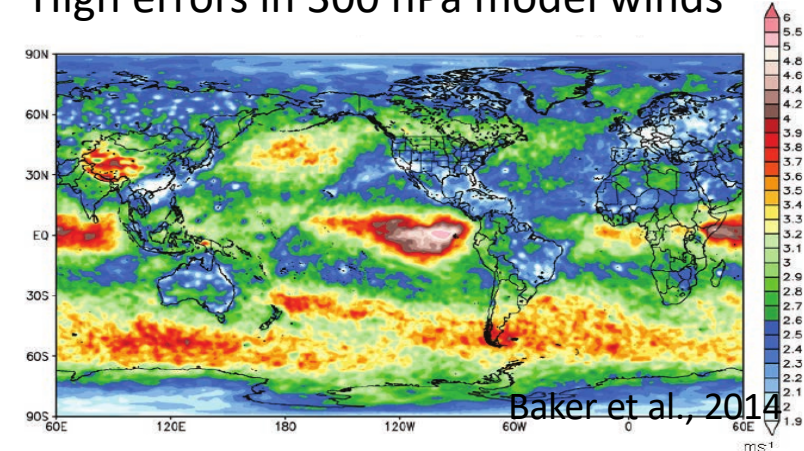 High errors in 300 hPa model winds
90N
60N
30N
EQ
30S
60S
90S
60E
120E
180
120W
60W
0
60E
Baker et al., 2014
6
5.5
5
4.8
4.6
4.4
4.2
4
3.9
3.8
3.7
3.6
3.5
3.4
3.3
3.2
3.1
3
2.9
2.8
2.7
2.6
2.5
2.4
2.3
2.2
2.1
2
1.9
ms-1